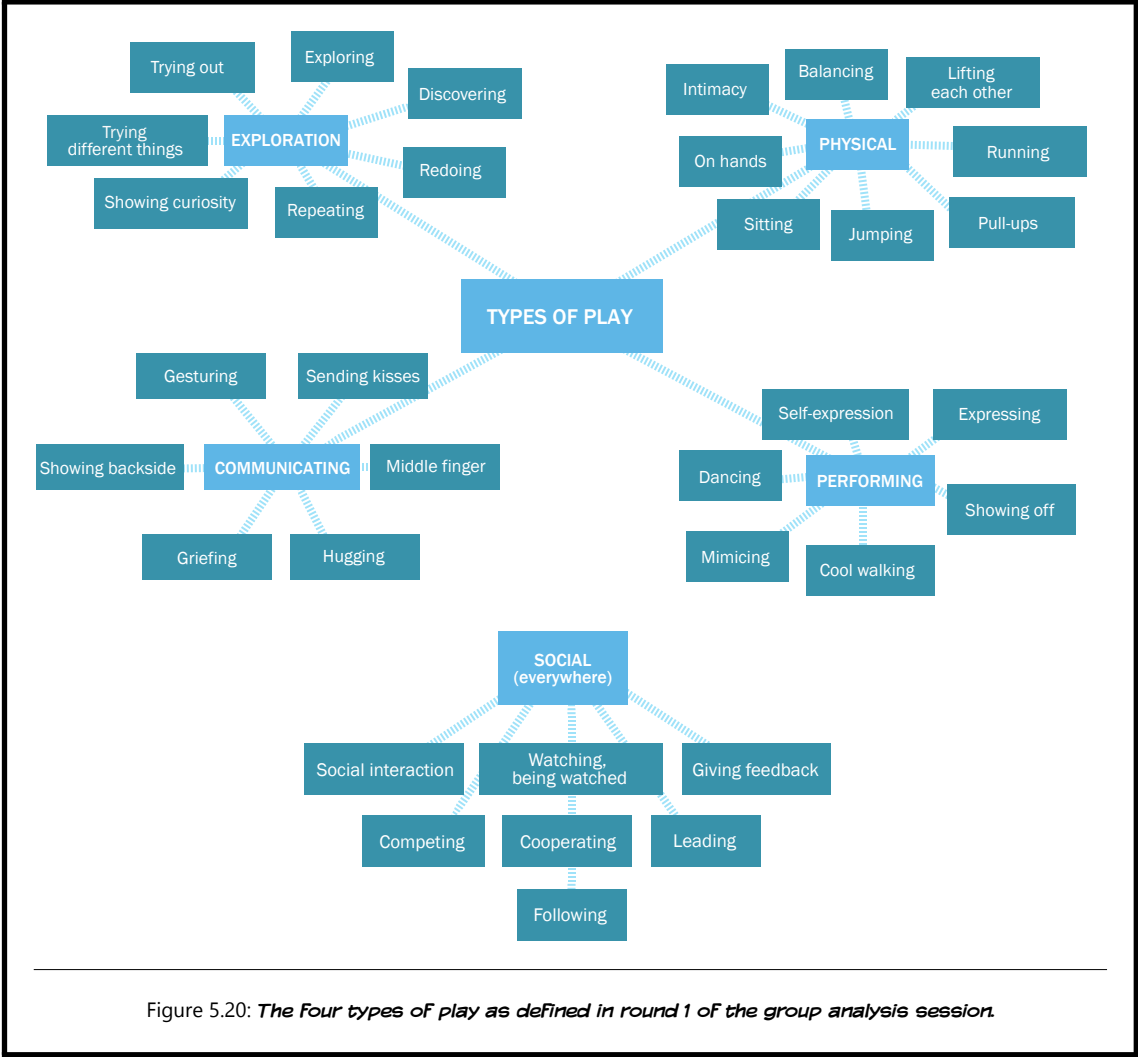 Trying out
Exploring
Discovering
Trying
different things
EXPLORATION
Redoing
Showing curiosity
Repeating
Intimacy
Balancing
Lifting
each other
On hands
PHYSICAL
Running
Sitting
Jumping
Pull-ups
TYPES OF PLAY
Gesturing
Sending kisses
Showing backside
COMMUNICATING
Middle finger
Griefing
Hugging
Self-expression
Expressing
Dancing
PERFORMING
Showing off
Mimicing
Cool walking
SOCIAL
(everywhere)
Social interaction
Watching,
being watched
Giving feedback
Competing
Cooperating
Leading
Following
Figure 5.20: The four types of play as defined in round 1 of the group analysis session.